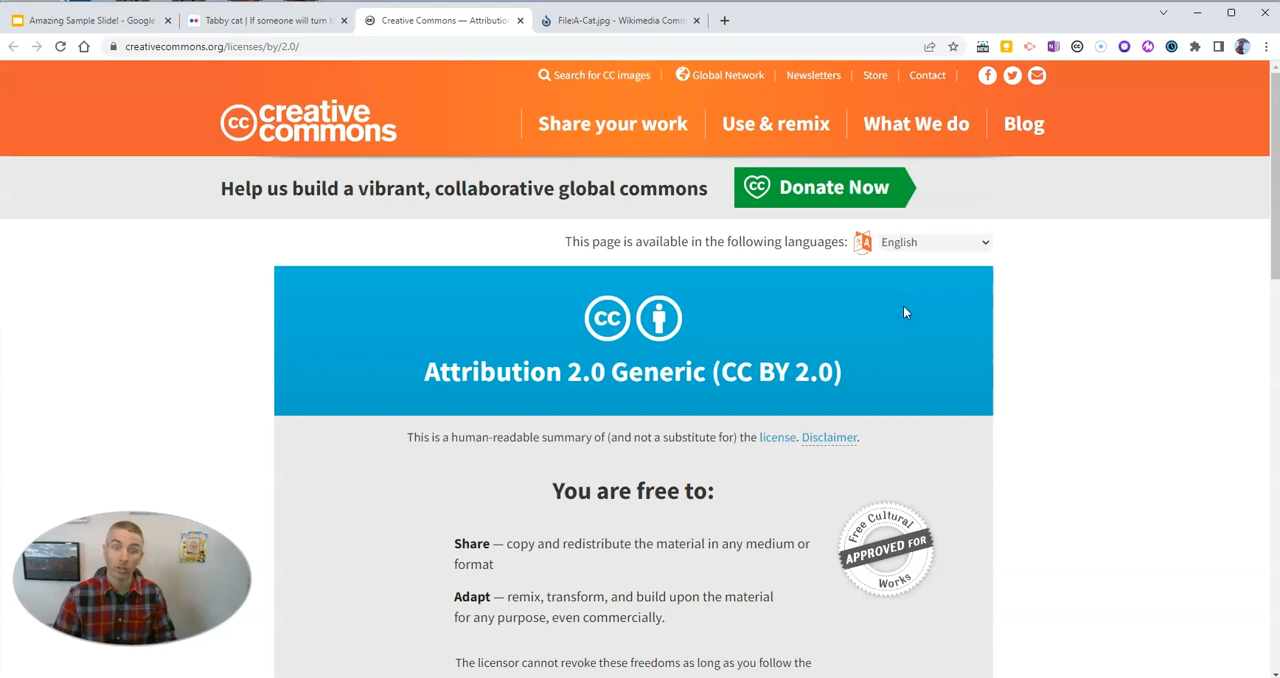 Amazing Sample Slide! - Google
Tabby cat | If someone will turn t
Creative Commons — Attributio
File:A-Cat.jpg - Wikimedia Comm
creativecommons.org/licenses/by/2.0/
Search for CC images
Global Network
Newsletters
Store
Contact
cc creative commons
Share your work
Use & remix
What We do
Blog
Help us build a vibrant, collaborative global commons
CC Donate Now
This page is available in the following languages:
English
cc
Attribution 2.0 Generic (CC BY 2.0)
This is a human-readable summary of (and not a substitute for) the license. Disclaimer.
You are free to:
Share — copy and redistribute the material in any medium or
format
Adapt — remix, transform, and build upon the material
for any purpose, even commercially.
Free Cultural
APPROVED FOR
Works
The licensor cannot revoke these freedoms as long as you follow the